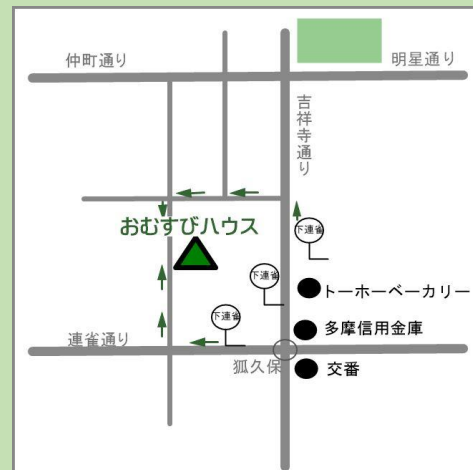 仲町通り
明星通り
吉祥寺通り
おむすびハウス
下連雀
下連雀
トーホーベーカリー
下連雀
多摩信用金庫
連雀通り
狐久保
交番